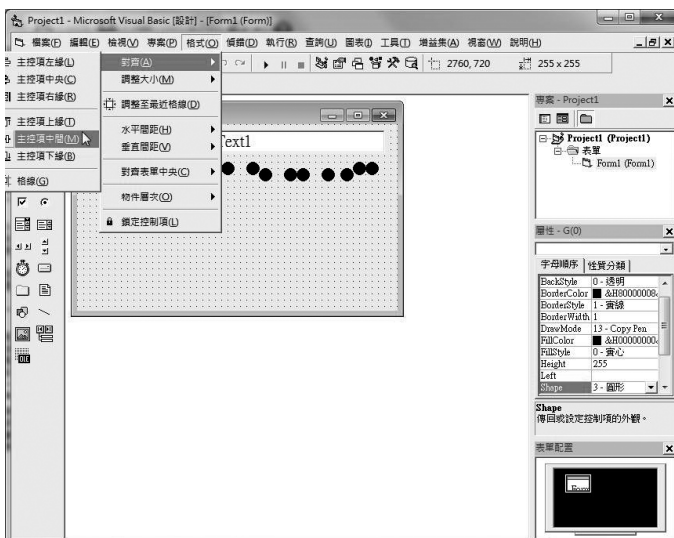 Project1 - Microsoft Visual Basic [設計] - [Form1 (Form)]
檔案(F) 編輯(E) 檢視(V) 專案(P) 格式(O) 偵錯(D) 執行(R) 查詢(U) 圖表(I) 工具(T) 增益集(A) 視窗(W) 說明(H)
2760, 720 255 x 255
主控項左緣(L)
主控項中央(C)
主控項右緣(R)
主控項上緣(T)
主控項中間(M)
主控項下緣(B)
格線(G)
對齊(A)
調整大小(M)
調整至最近格線(D)
水平間距(H)
垂直間距(V)
對齊表單中央(C)
物件層次(O)
鎖定控制項(L)
Text1
專案 - Project1
Project1 (Project1)
表單
Form1 (Form1)
屬性 - G(0)
字母順序 性質分類
BackStyle 0 - 透明
BorderColor &H80000008
BorderStyle 1 - 實線
BorderWidth 1
DrawMode 13 - Copy Pen
FillColor &H00000000
FillStyle 0 - 實心
Height 255
Left
Shape 3 - 圓形
Shape
傳回或設定控制項的外觀。
表單配置
Form